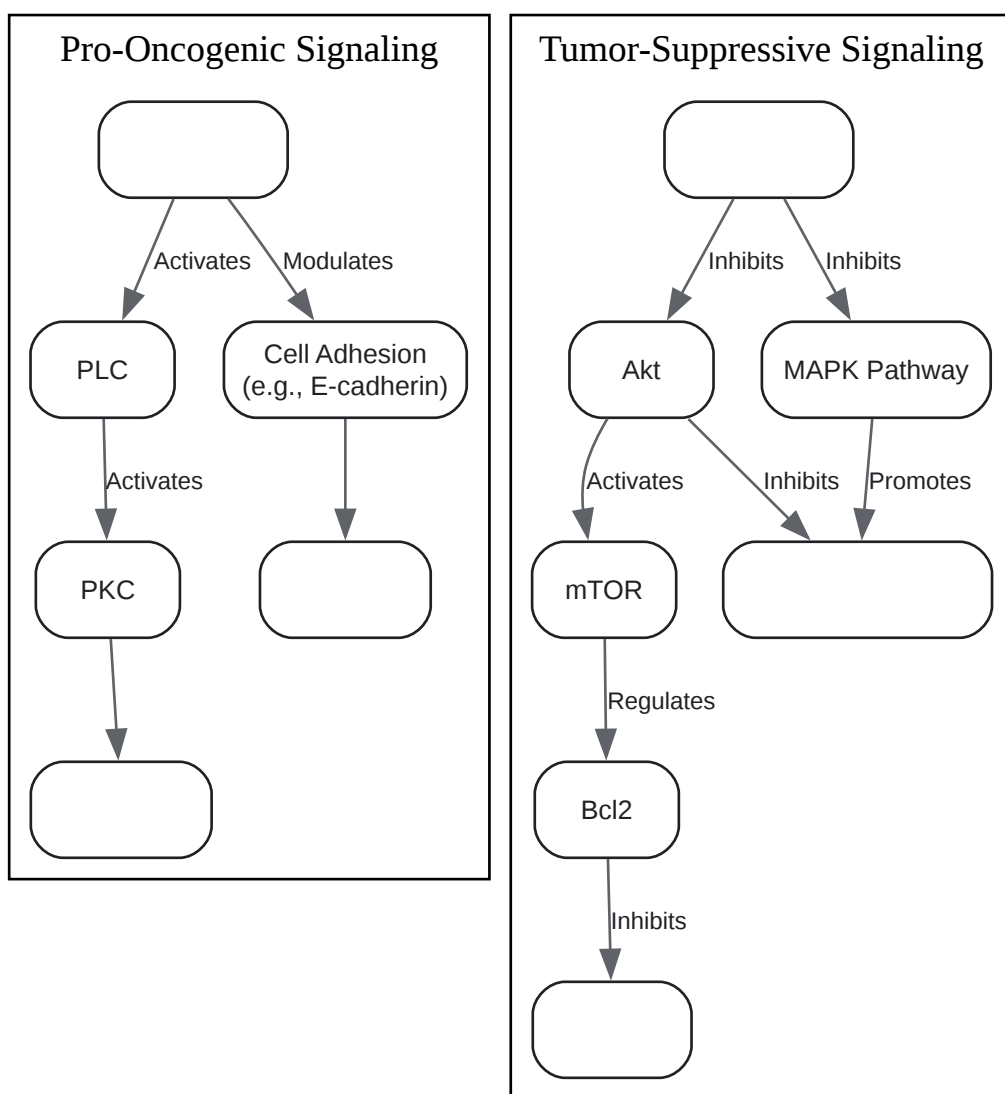 Pro-Oncogenic Signaling
Activates
Modulates
PLC
Cell Adhesion
(e.g., E-cadherin)
Activates
PKC
Tumor-Suppressive Signaling
Inhibits
Inhibits
Akt
MAPK Pathway
Activates
Inhibits
Promotes
mTOR
Regulates
Bcl2
Inhibits